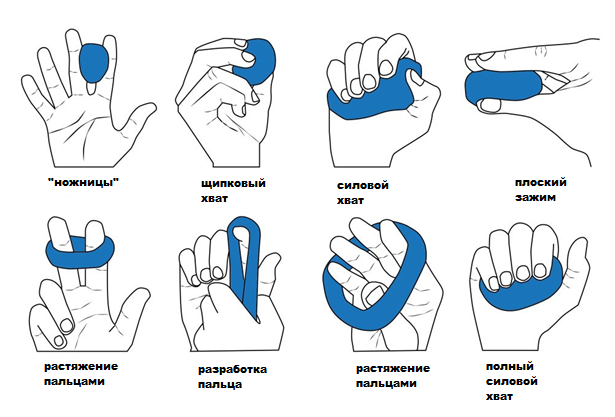 "ножницы"
щипковый
хват
силовой
хват
плоский
зажим
растяжение
пальцами
разработка
пальца
растяжение
пальцами
полный
силовой
хват